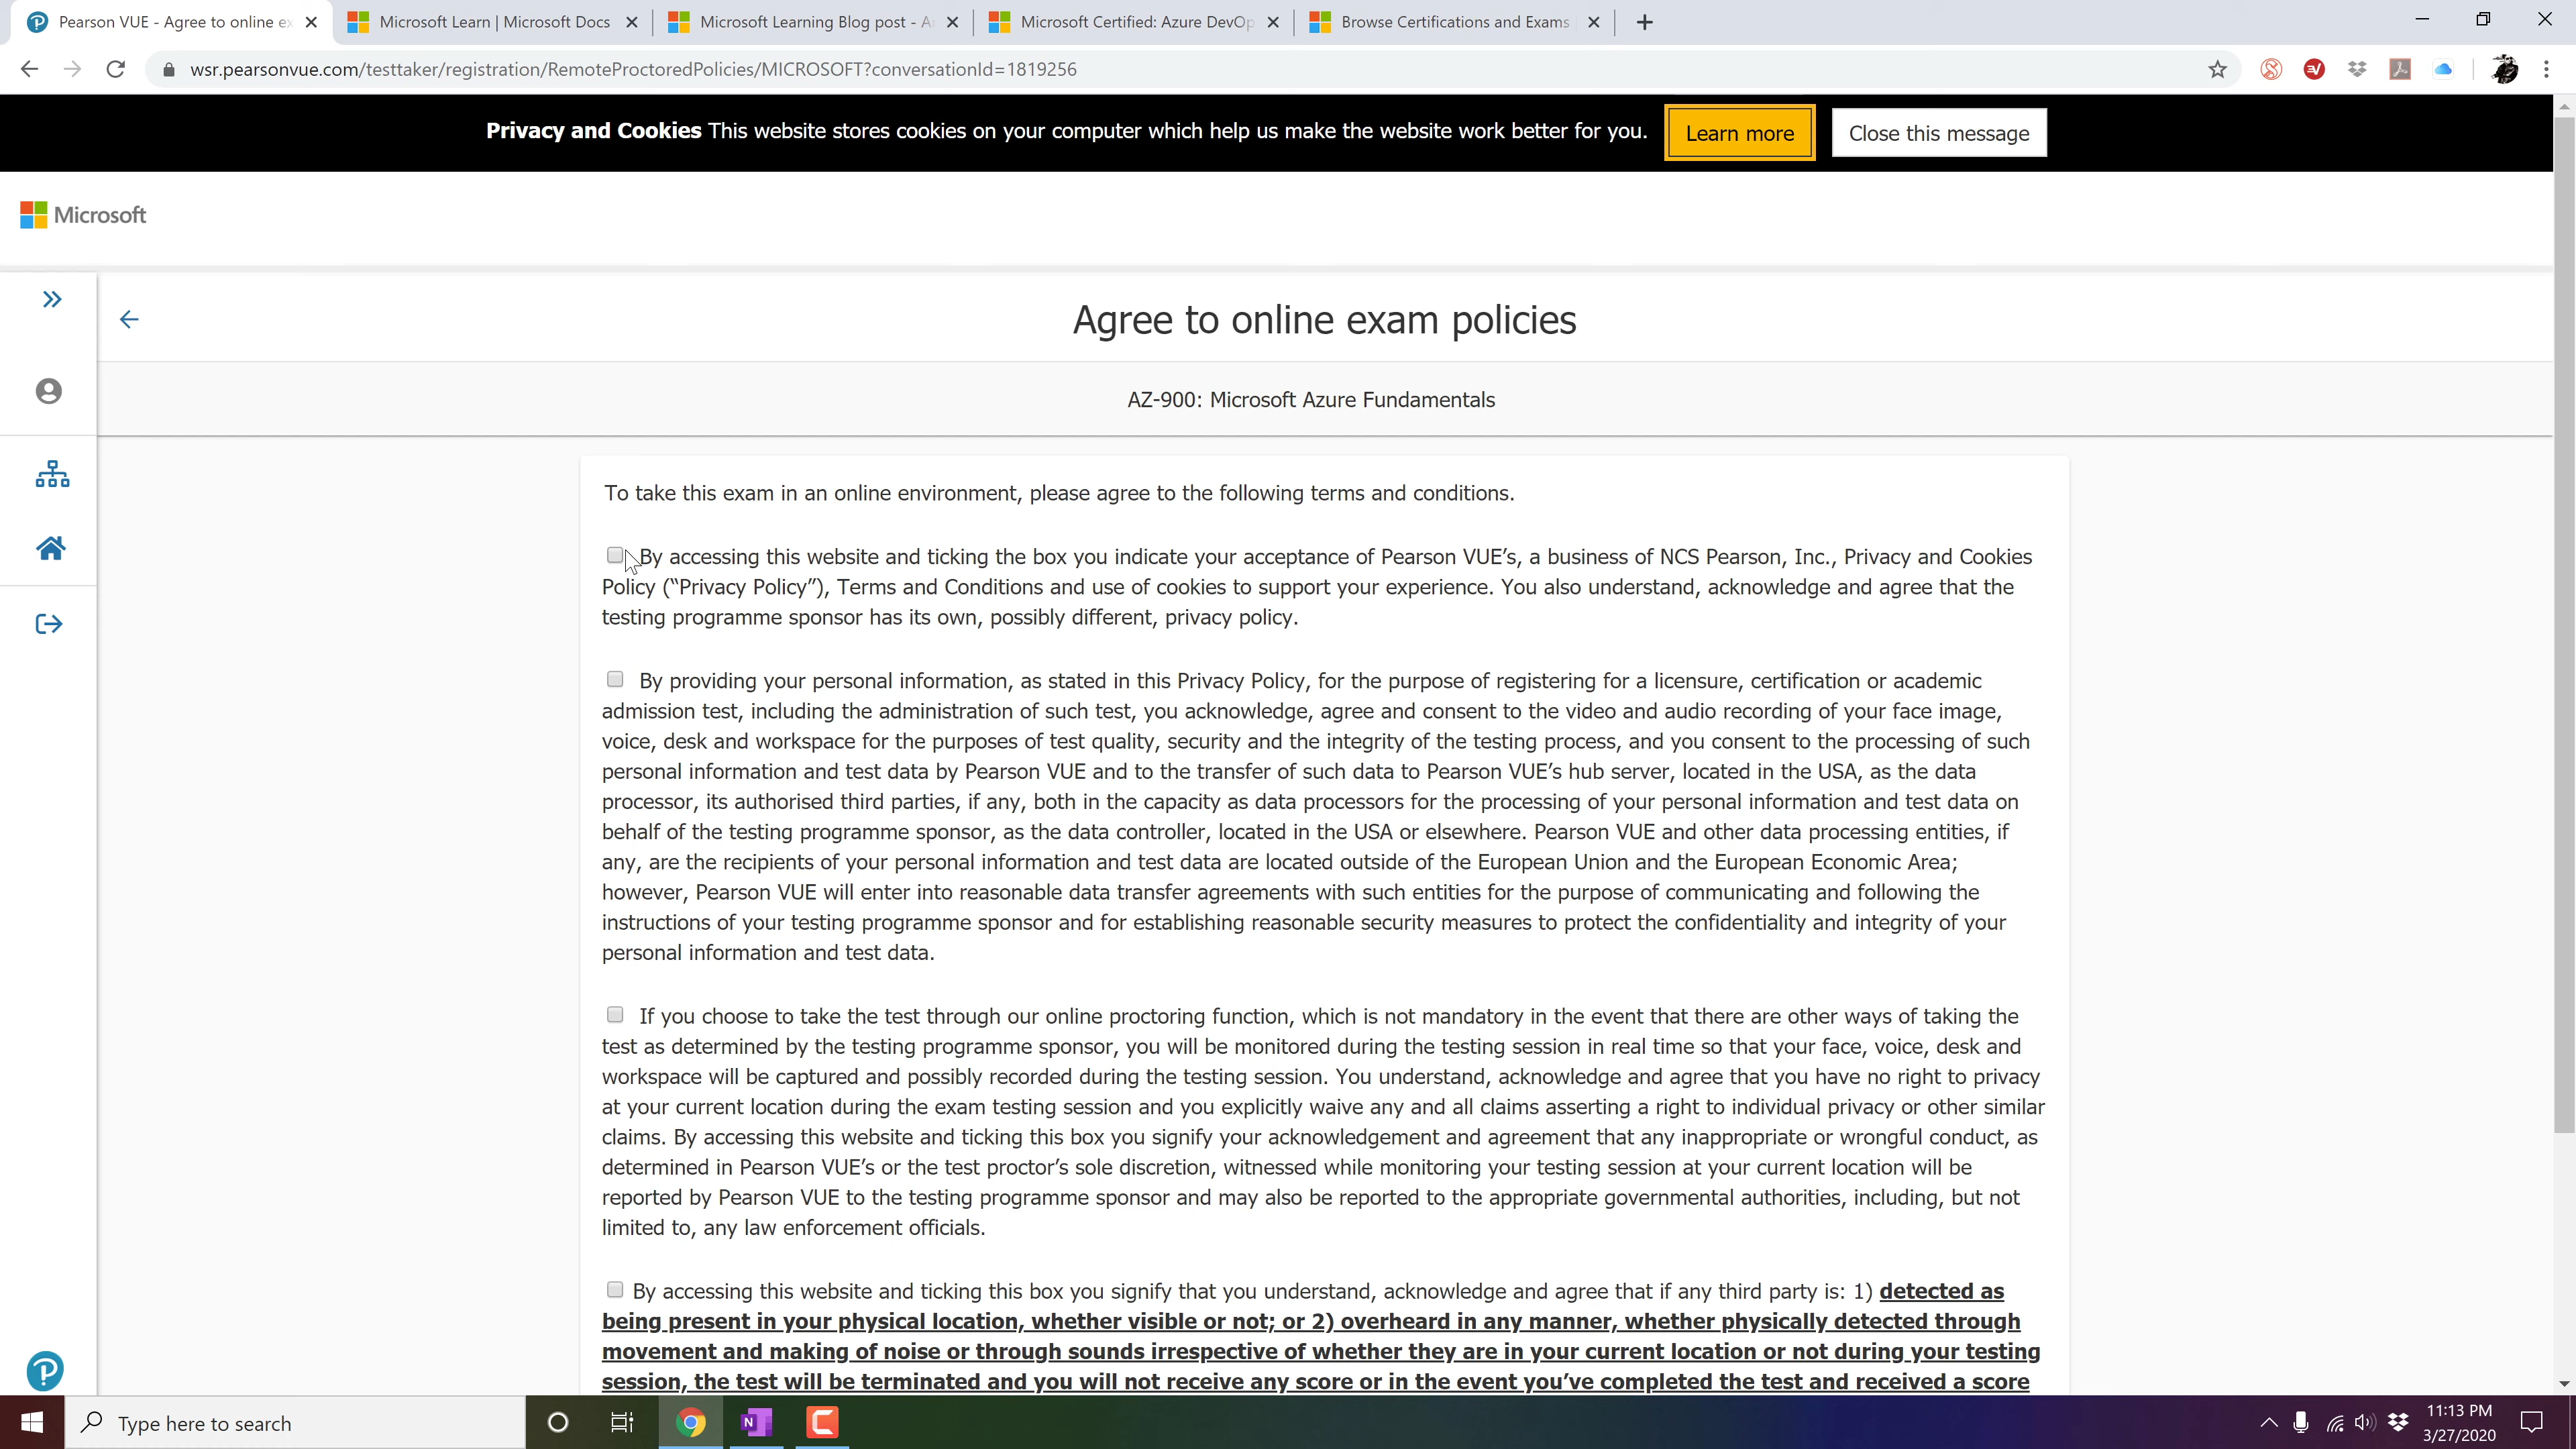 Pearson VUE - Agree to online ex
Microsoft Learn | Microsoft Docs
Microsoft Learning Blog post - A
Microsoft Certified: Azure DevOp
Browse Certifications and Exams
wsr.pearsonvue.com/testtaker/registration/RemoteProctoredPolicies/MICROSOFT?conversationId=1819256
Privacy and Cookies This website stores cookies on your computer which help us make the website work better for you.
Learn more
Close this message
Microsoft
Agree to online exam policies
AZ-900: Microsoft Azure Fundamentals
To take this exam in an online environment, please agree to the following terms and conditions.
By accessing this website and ticking the box you indicate your acceptance of Pearson VUE’s, a business of NCS Pearson, Inc., Privacy and Cookies
Policy (“Privacy Policy”), Terms and Conditions and use of cookies to support your experience. You also understand, acknowledge and agree that the
testing programme sponsor has its own, possibly different, privacy policy.
By providing your personal information, as stated in this Privacy Policy, for the purpose of registering for a licensure, certification or academic
admission test, including the administration of such test, you acknowledge, agree and consent to the video and audio recording of your face image,
voice, desk and workspace for the purposes of test quality, security and the integrity of the testing process, and you consent to the processing of such
personal information and test data by Pearson VUE and to the transfer of such data to Pearson VUE’s hub server, located in the USA, as the data
processor, its authorised third parties, if any, both in the capacity as data processors for the processing of your personal information and test data on
behalf of the testing programme sponsor, as the data controller, located in the USA or elsewhere. Pearson VUE and other data processing entities, if
any, are the recipients of your personal information and test data are located outside of the European Union and the European Economic Area;
however, Pearson VUE will enter into reasonable data transfer agreements with such entities for the purpose of communicating and following the
instructions of your testing programme sponsor and for establishing reasonable security measures to protect the confidentiality and integrity of your
personal information and test data.
If you choose to take the test through our online proctoring function, which is not mandatory in the event that there are other ways of taking the
test as determined by the testing programme sponsor, you will be monitored during the testing session in real time so that your face, voice, desk and
workspace will be captured and possibly recorded during the testing session. You understand, acknowledge and agree that you have no right to privacy
at your current location during the exam testing session and you explicitly waive any and all claims asserting a right to individual privacy or other similar
claims. By accessing this website and ticking this box you signify your acknowledgement and agreement that any inappropriate or wrongful conduct, as
determined in Pearson VUE’s or the test proctor’s sole discretion, witnessed while monitoring your testing session at your current location will be
reported by Pearson VUE to the testing programme sponsor and may also be reported to the appropriate governmental authorities, including, but not
limited to, any law enforcement officials.
By accessing this website and ticking this box you signify that you understand, acknowledge and agree that if any third party is: 1) detected as
being present in your physical location, whether visible or not; or 2) overheard in any manner, whether physically detected through
movement and making of noise or through sounds irrespective of whether they are in your current location or not during your testing
session, the test will be terminated and you will not receive any score or in the event you’ve completed the test and received a score
Type here to search
N
11:13 PM
3/27/2020